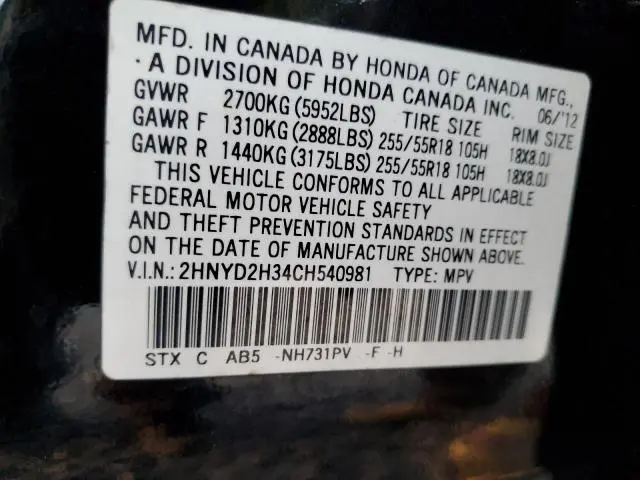 MFD. IN CANADA BY HONDA OF CANADA MFG.,
· A DIVISION OF HONDA CANADA INC. 06/'12
GVWR 2700KG (5952LBS) TIRE SIZE RIM SIZE
GAWR F 1310KG (2888LBS) 255/55R18 105H 18X8.0J
GAWR R 1440KG (3175LBS) 255/55R18 105H 18X8.0J
THIS VEHICLE CONFORMS TO ALL APPLICABLE
FEDERAL MOTOR VEHICLE SAFETY
AND THEFT PREVENTION STANDARDS IN EFFECT
ON THE DATE OF MANUFACTURE SHOWN ABOVE.
V.I.N.: 2HNYD2H34CH540981 TYPE: MPV
STX C AB5 -NH731PV -F -H